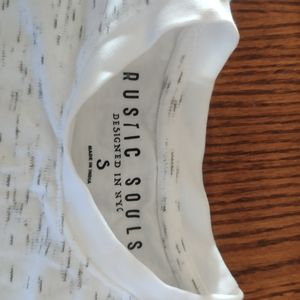 RUSTIC SOULS
DESIGNED IN NYC
S
MADE IN INDIA